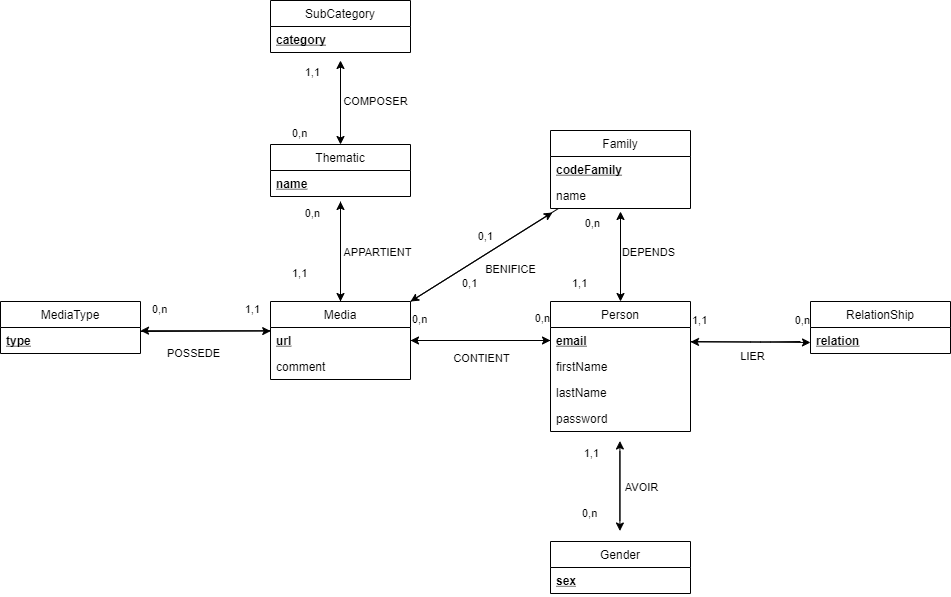 SubCategory
category
1,1
COMPOSER
0,n
Thematic
name
0,n
APPARTIENT
1,1
Family
codeFamily
name
0,1
BENIFICE
0,1
0,n
DEPENDS
1,1
MediaType
type
0,n
1,1
POSSEDE
Media
url
comment
0,n
0,n
CONTIENT
Person
email
firstName
lastName
password
1,1
0,n
LIER
RelationShip
relation
1,1
AVOIR
0,n
Gender
sex